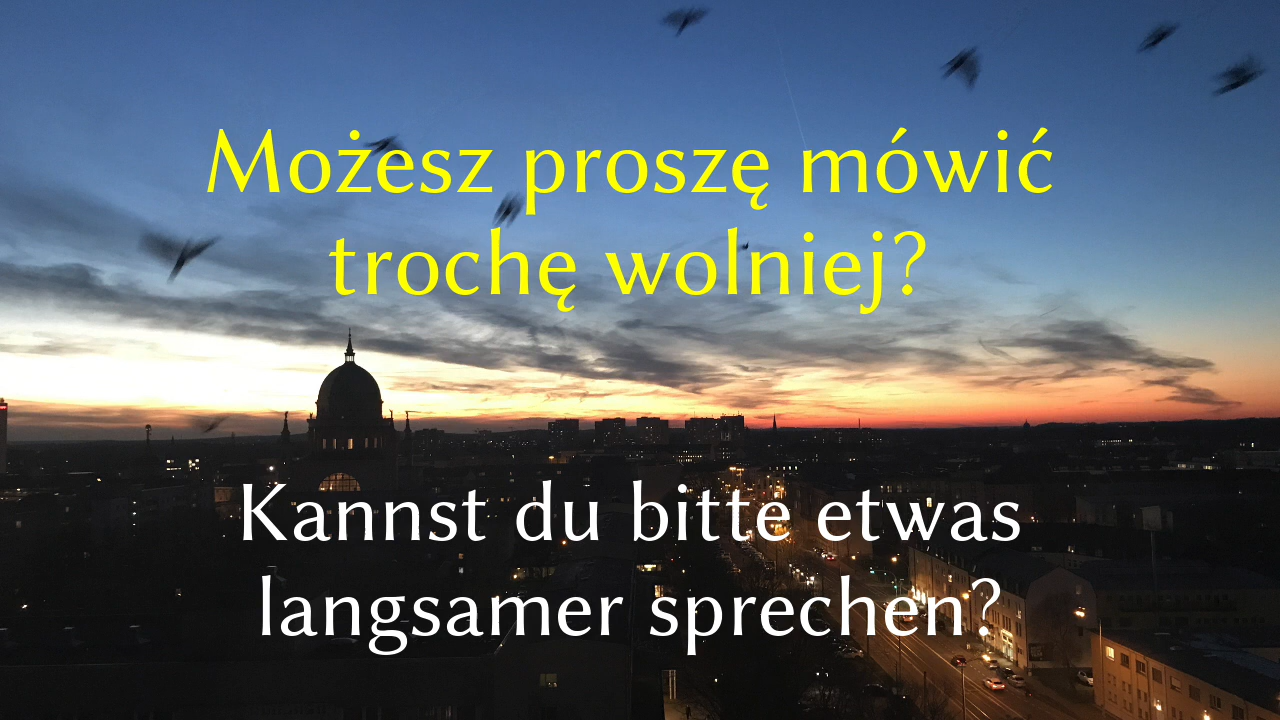 Możesz proszę mówić
trochę wolniej?
Kannst du bitte etwas
langsamer sprechen?